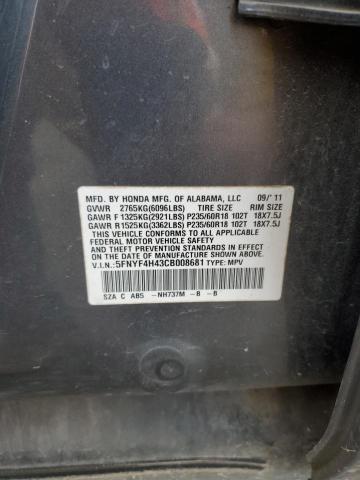 MFD. BY HONDA MFG. OF ALABAMA, LLC 09/'11
GVWR 2765KG(6096LBS) TIRE SIZE RIM SIZE
GAWR F 1325KG(2921LBS) P235/60R18 102T 18X7.5J
GAWR R 1525KG(3362LBS) P235/60R18 102T 18X7.5J
THIS VEHICLE CONFORMS TO ALL APPLICABLE
FEDERAL MOTOR VEHICLE SAFETY AND
THEFT PREVENTION STANDARDS IN EFFECT ON THE
DATE OF MANUFACTURE SHOWN ABOVE.
V.I.N.:5FNYF4H43CB008681 TYPE: MPV
SZA C AB5 -NH737M -B -B